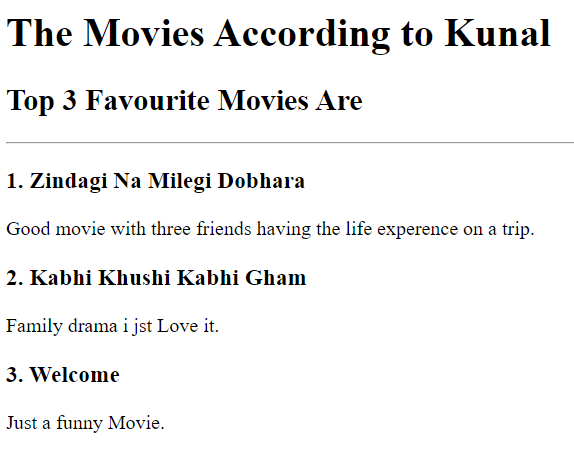 The Movies According to Kunal
Top 3 Favourite Movies Are
1. Zindagi Na Milegi Dobhara
Good movie with three friends having the life experence on a trip.
2. Kabhi Khushi Kabhi Gham
Family drama i jst Love it.
3. Welcome
Just a funny Movie.